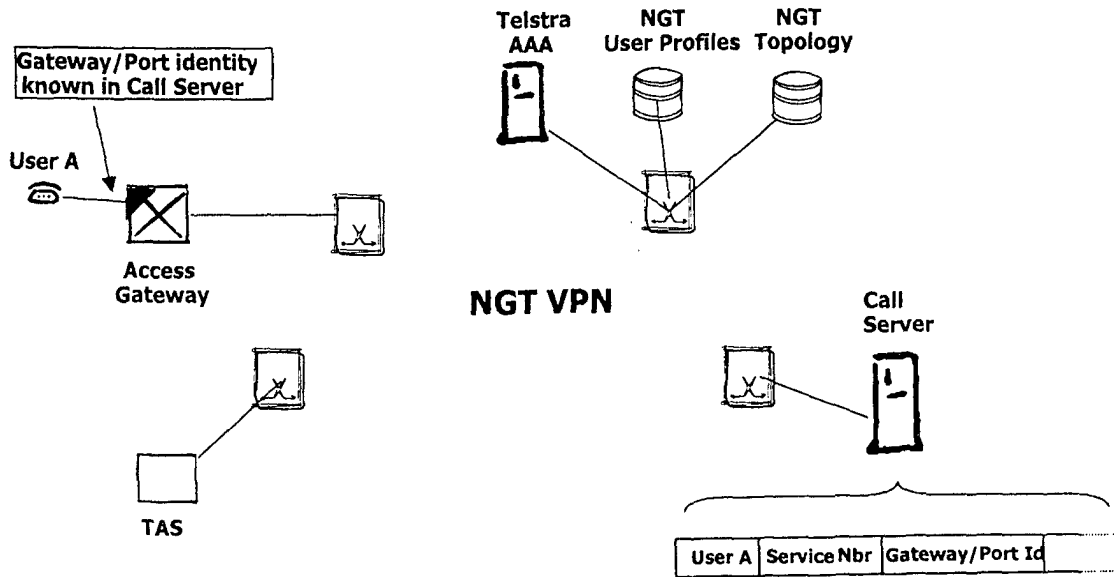 Telstra
AAA
NGT
User Profiles
NGT
Topology
Gateway/Port identity
known in Call Server
User A
Access
Gateway
NGT VPN
Call
Server
TAS
User A
Service Nbr
Gateway/Port Id